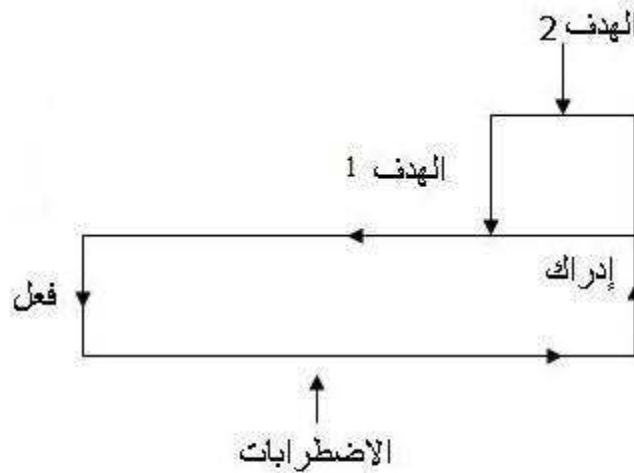 الهدف 2
الهدف 1
إدراك
فعل
الاضطرابات